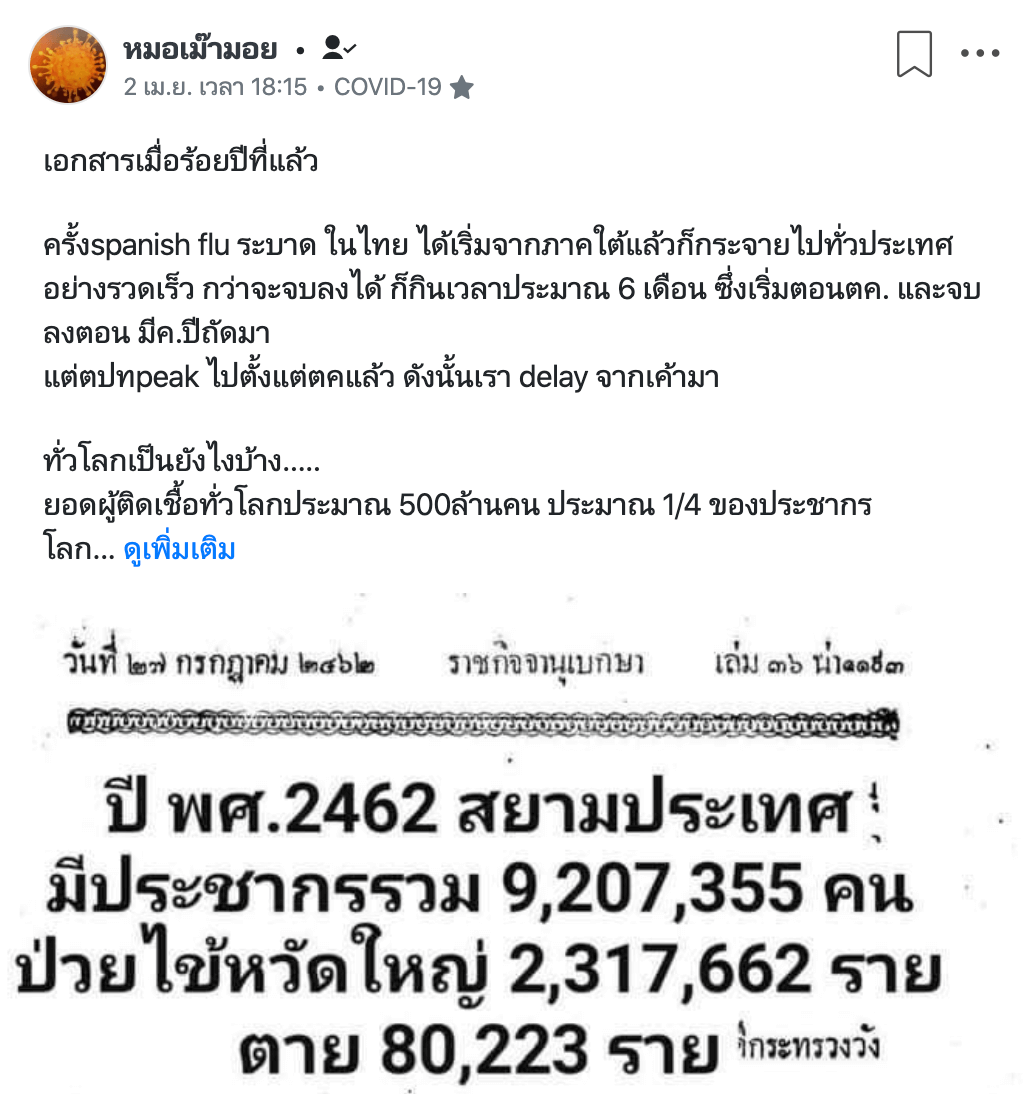 หมอเม๊ามอย •
2 เม.ย. เวลา 18:15 • COVID-19
เอกสารเมื่อร้อยปีที่แล้ว
ครั้งspanish flu ระบาด ในไทย ได้เริ่มจากภาคใต้แล้วก็กระจายไปทั่วประเทศ
อย่างรวดเร็ว กว่าจะจบลงได้ ก็กินเวลาประมาณ 6 เดือน ซึ่งเริ่มตอนตค. และจบ
ลงตอน มีค.ปีถัดมา
แต่ตปทpeak ไปตั้งแต่ตคแล้ว ดังนั้นเรา delay จากเค้ามา
ทั่วโลกเป็นยังไงบ้าง.....
ยอดผู้ติดเชื้อทั่วโลกประมาณ 500ล้านคน ประมาณ 1/4 ของประชากร
โลก... ดูเพิ่มเติม
วันที่ ๒๗ กรกฎาคม ๒๔๖๒ ราชกิจจานุเบกษา เล่ม ๓๖ น่า ๑๑๙๓
ปี พศ.2462 สยามประเทศ
มีประชากรรวม 9,207,355 คน
ป่วยไข้หวัดใหญ่ 2,317,662 ราย
ตาย 80,223 ราย กระทรวงวัง